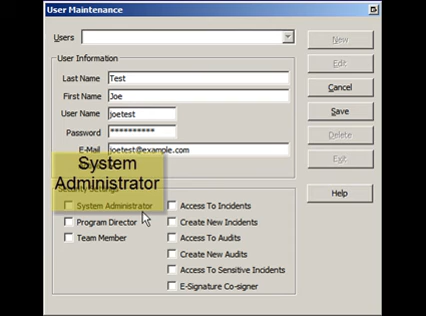 User Maintenance
Users
New
User Information
Edit
Last Name Test
Cancel
First Name Joe
User Name joetest
Save
Password **********
Delete
E-Mail joetest@example.com
Exit
System
Administrator
Security Settings
Help
System Administrator
Access To Incidents
Program Director
Create New Incidents
Team Member
Access To Audits
Create New Audits
Access To Sensitive Incidents
E-Signature Co-signer